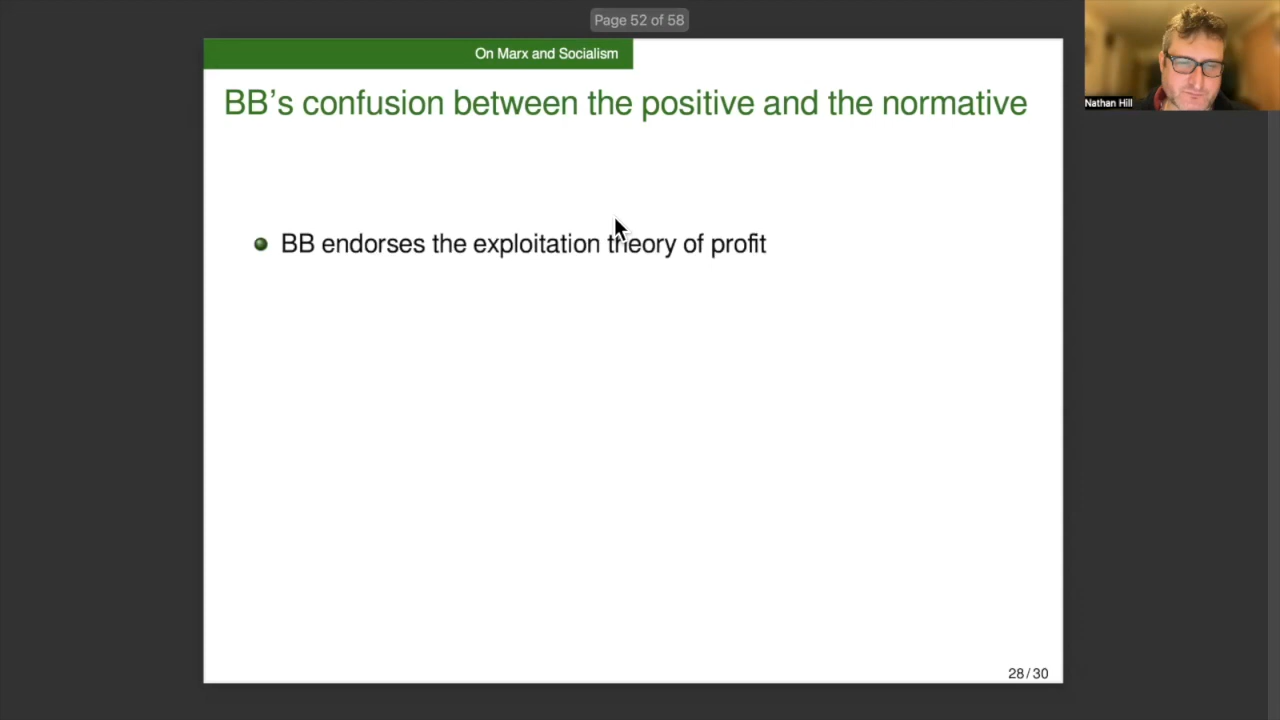 Page 52 of 58
On Marx and Socialism
BB’s confusion between the positive and the normative
BB endorses the exploitation theory of profit
28 / 30
Nathan Hill